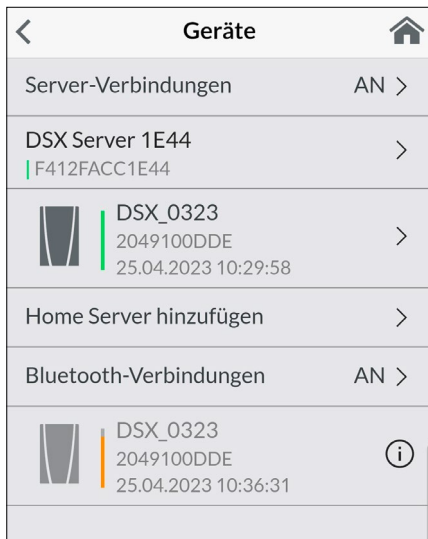 Geräte
Server-Verbindungen AN
DSX Server 1E44
F412FACC1E44
DSX_0323
2049100DDE
25.04.2023 10:29:58
Home Server hinzufügen
Bluetooth-Verbindungen AN
DSX_0323
2049100DDE
25.04.2023 10:36:31